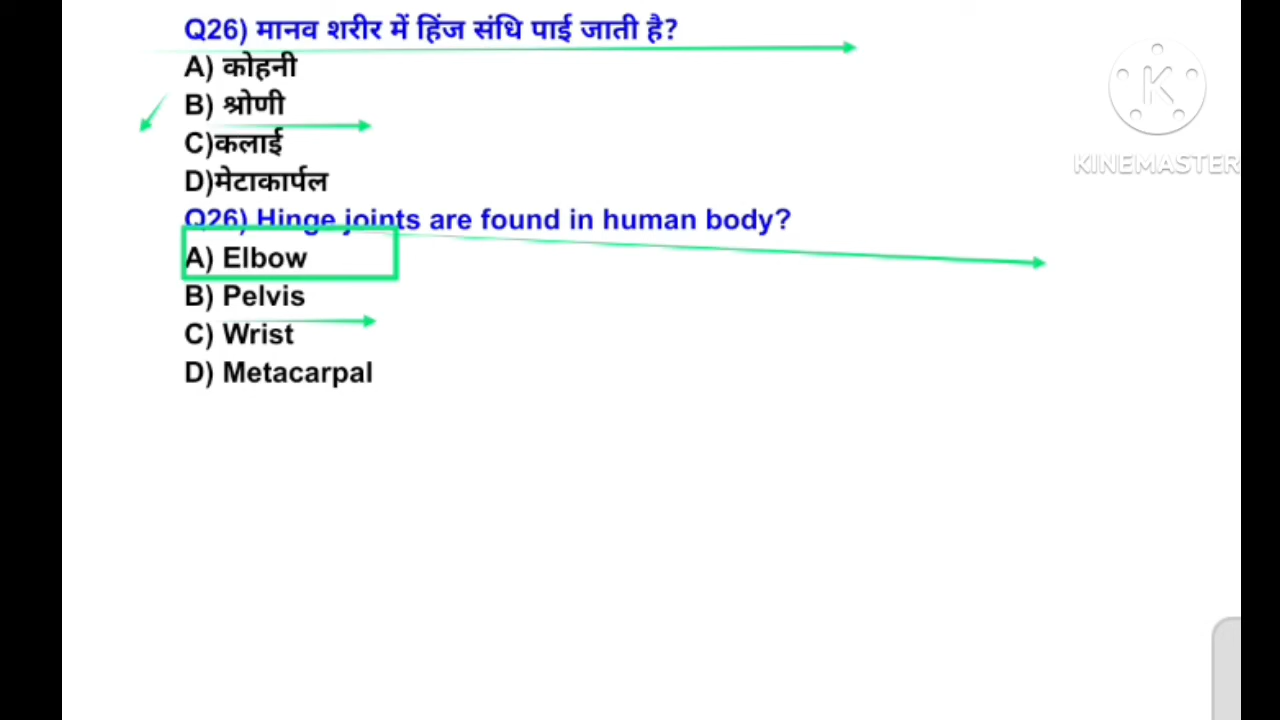 Q26) मानव शरीर में हिंज संधि पाई जाती है?
A) कोहनी
B) श्रोणी
C)कलाई
D)मेटाकार्पल
Q26) Hinge joints are found in human body?
A) Elbow
B) Pelvis
C) Wrist
D) Metacarpal
K
KINEMASTER